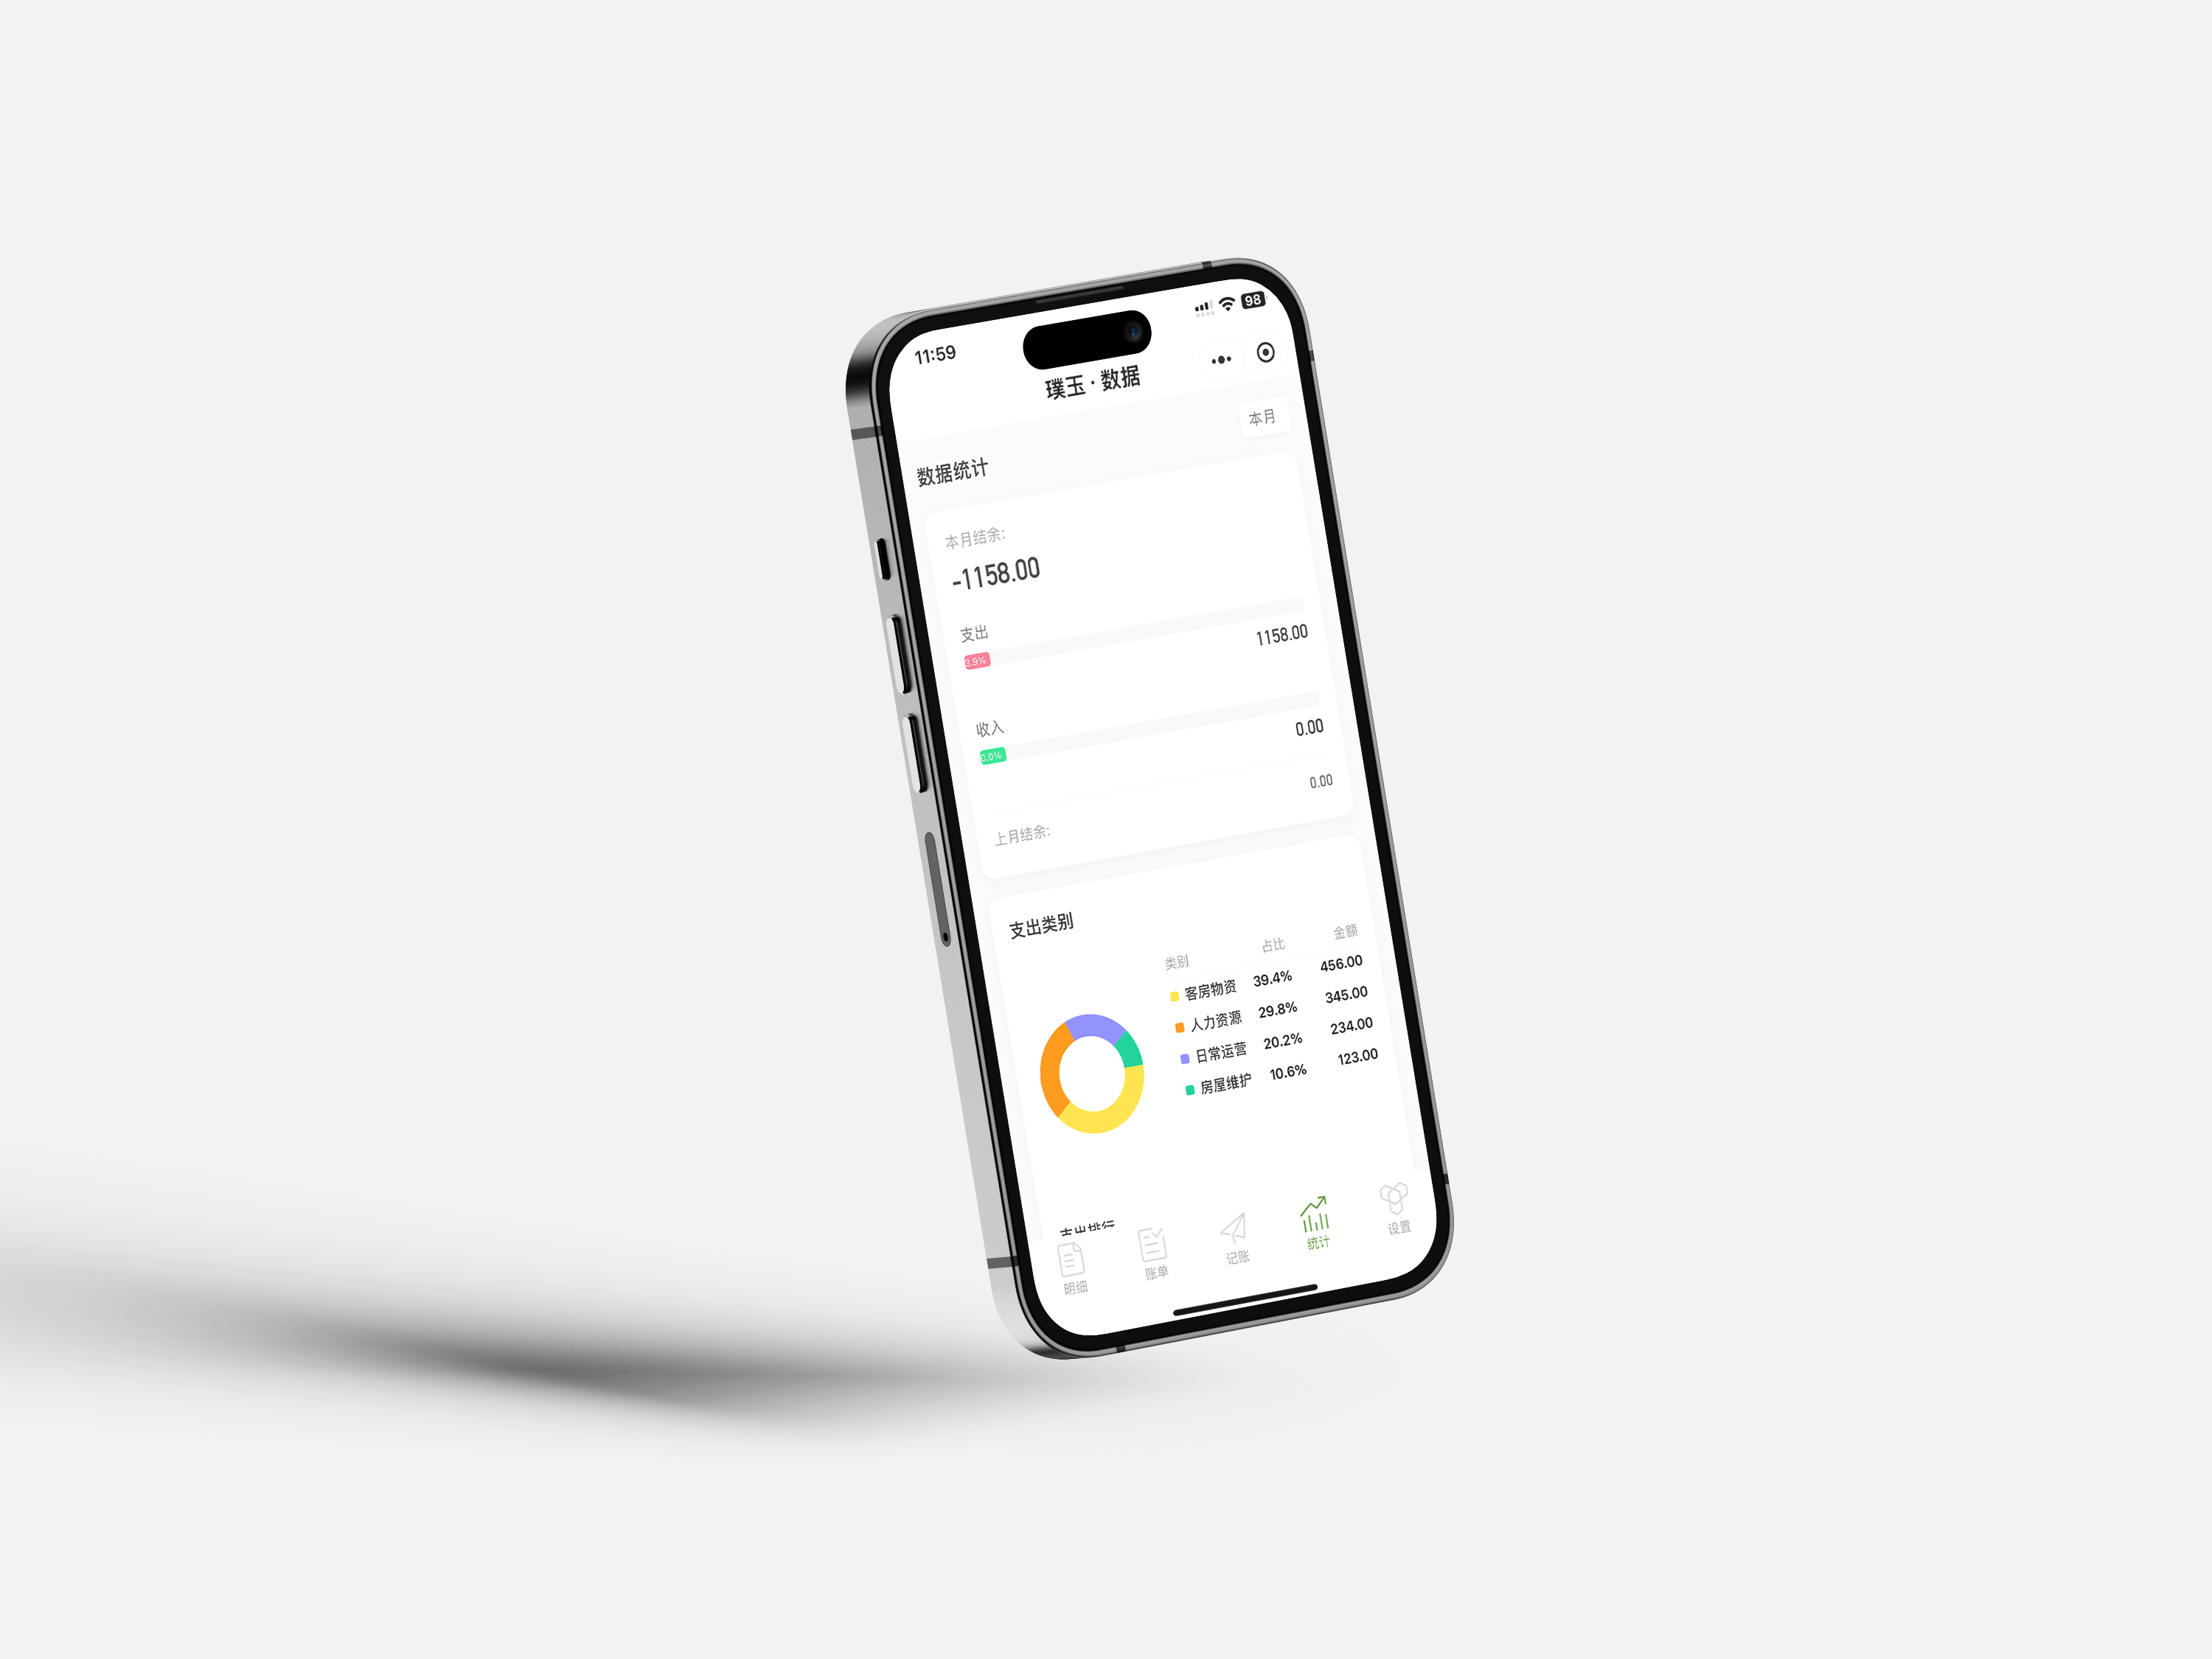 11:59
98
璞玉 · 数据
本月
数据统计
本月结余:
-1158.00
支出
3.9%
1158.00
收入
0.0%
0.00
上月结余:
0.00
支出类别
类别 占比 金额
客房物资 39.4% 456.00
人力资源 29.8% 345.00
日常运营 20.2% 234.00
房屋维护 10.6% 123.00
支出排行
明细 账单 记账 统计 设置